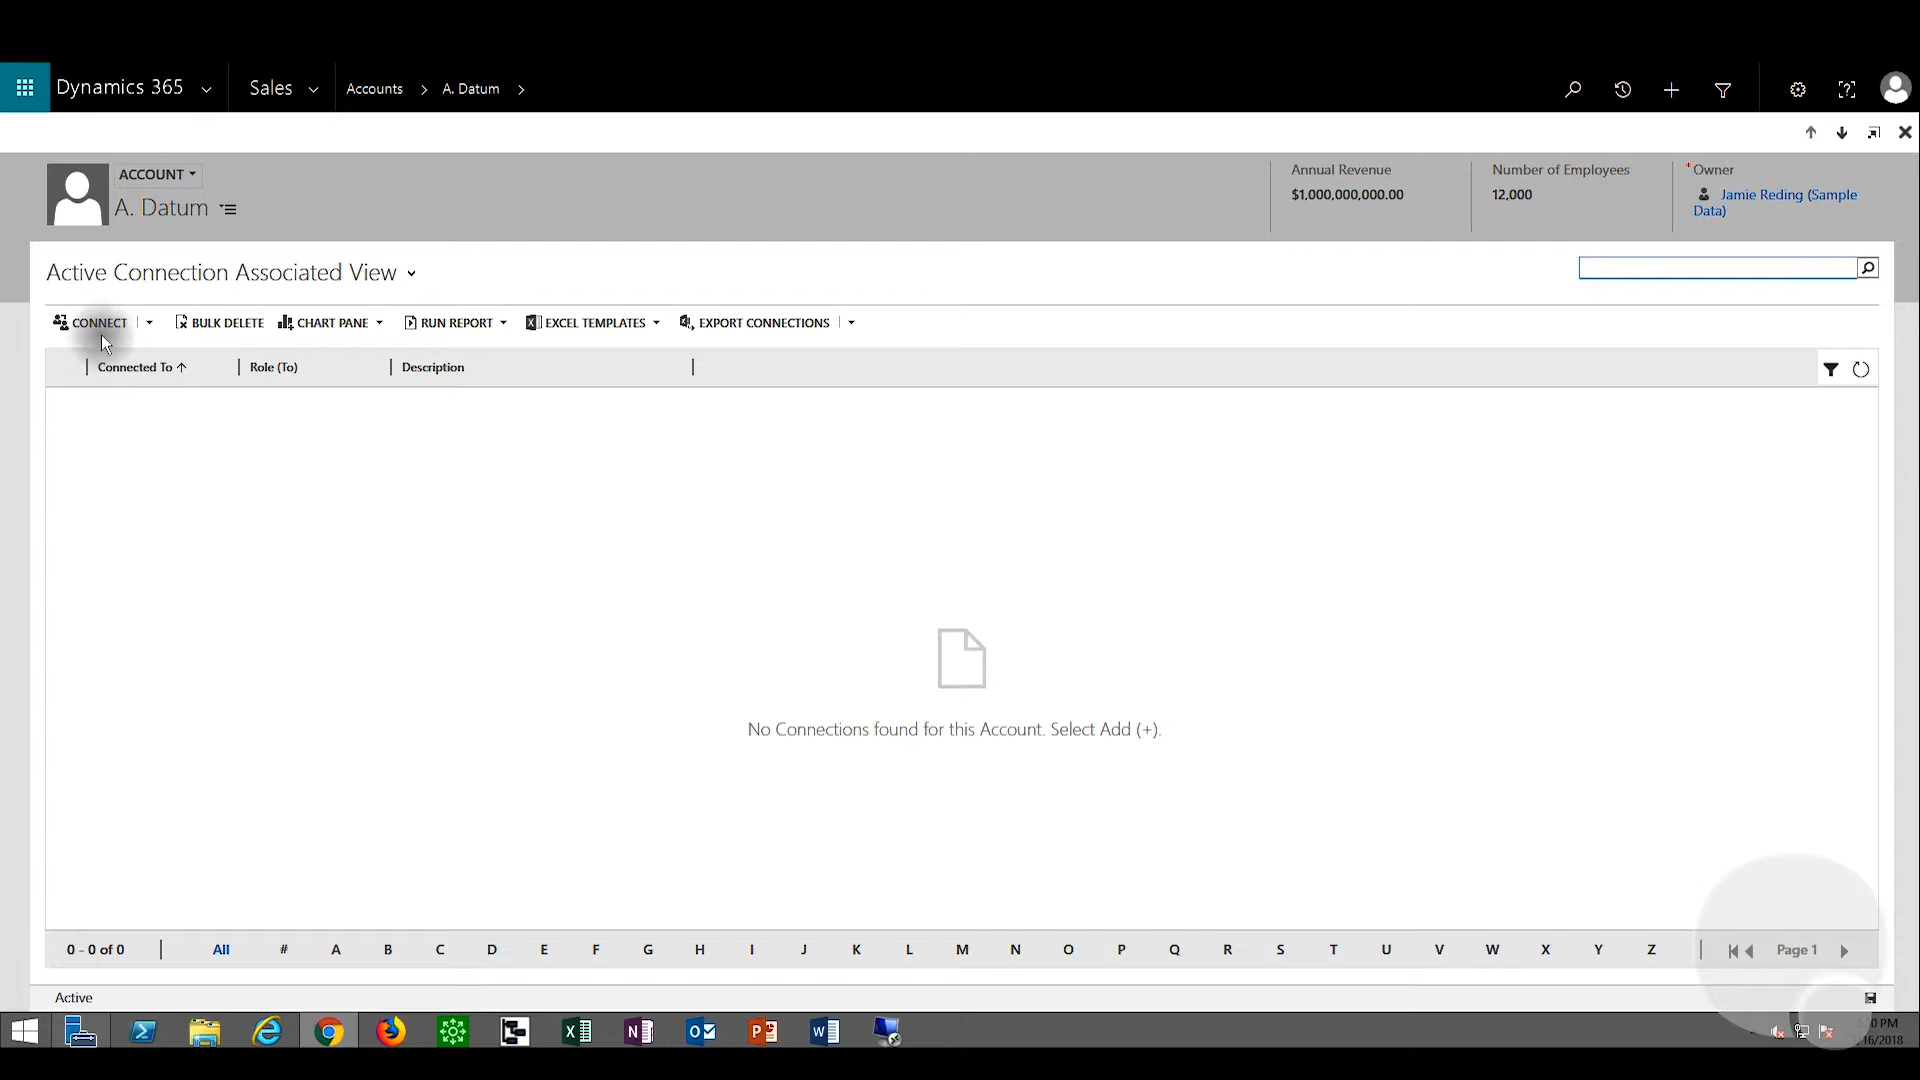 Dynamics 365 Sales Accounts A. Datum
ACCOUNT
A. Datum
Annual Revenue
$1,000,000,000.00
Number of Employees
12,000
* Owner
Jamie Reding (Sample
Data)
Active Connection Associated View
CONNECT BULK DELETE CHART PANE RUN REPORT EXCEL TEMPLATES EXPORT CONNECTIONS
Connected To Role (To) Description
No Connections found for this Account. Select Add (+).
0 - 0 of 0 All # A B C D E F G H I J K L M N O P Q R S T U V W X Y Z Page 1
Active
PM
16/2018